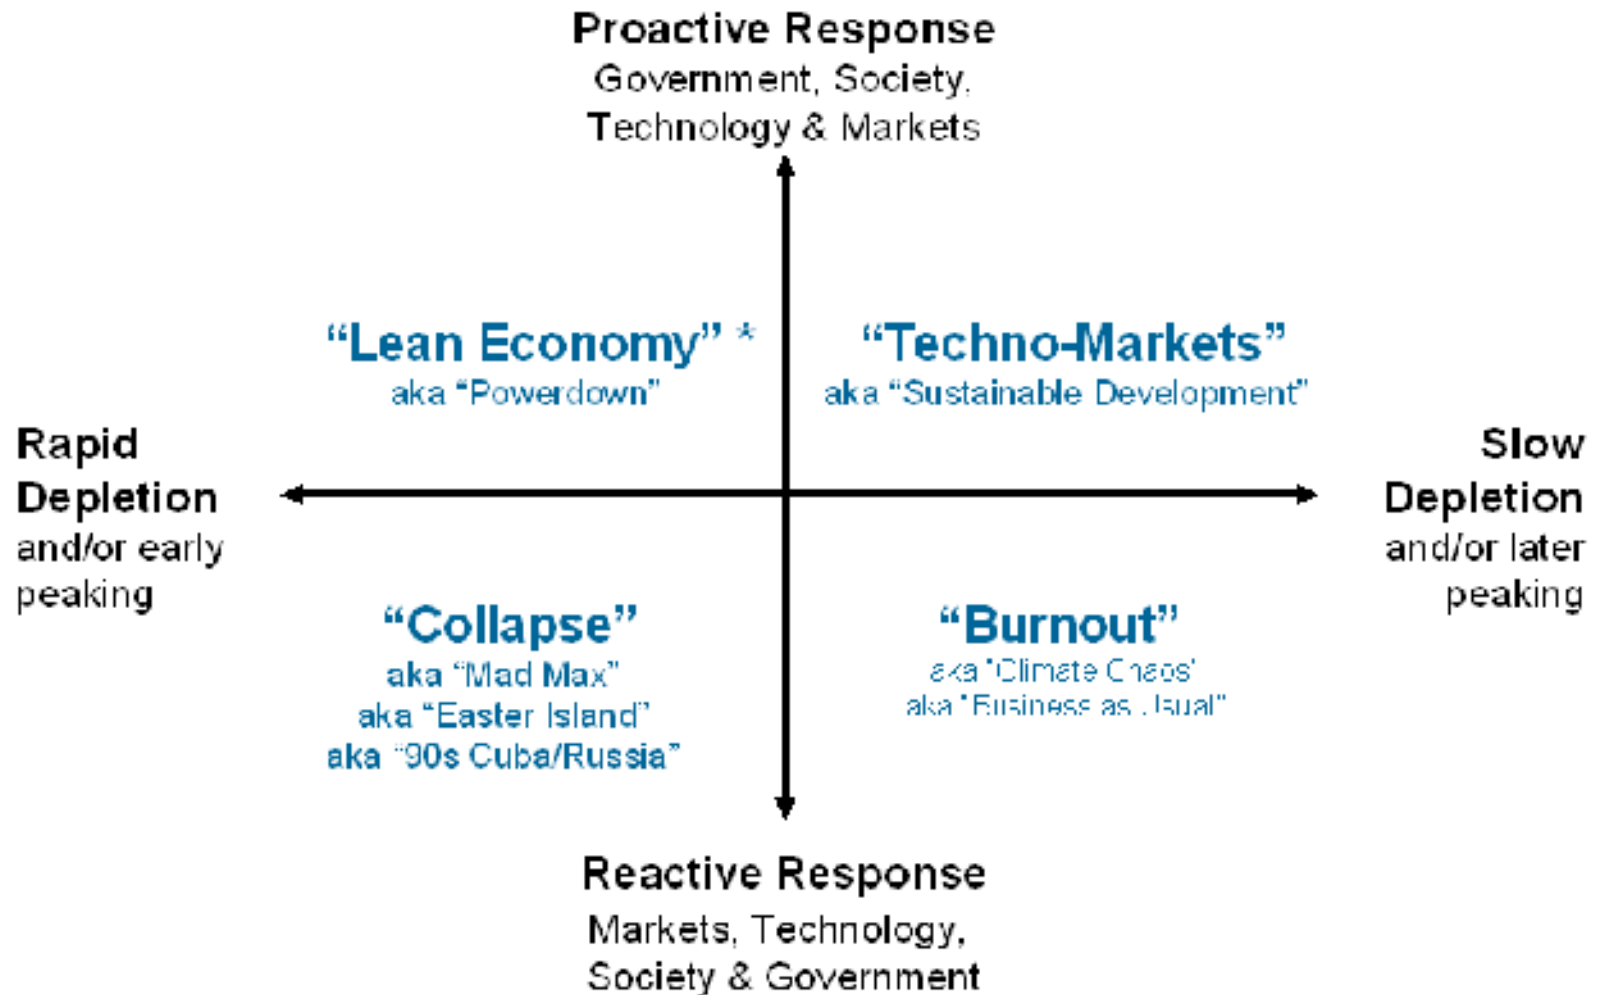 Proactive Response
Government, Society,
Technology & Markets
“Lean Economy” *
aka “Powerdown”
“Techno-Markets”
aka “Sustainable Development”
Rapid
Depletion
and/or early
peaking
Slow
Depletion
and/or later
peaking
“Collapse”
aka “Mad Max”
aka “Easter Island”
aka “90s Cuba/Russia”
“Burnout”
aka "Climate Chaos"
aka "Business as Usual"
Reactive Response
Markets, Technology,
Society & Government